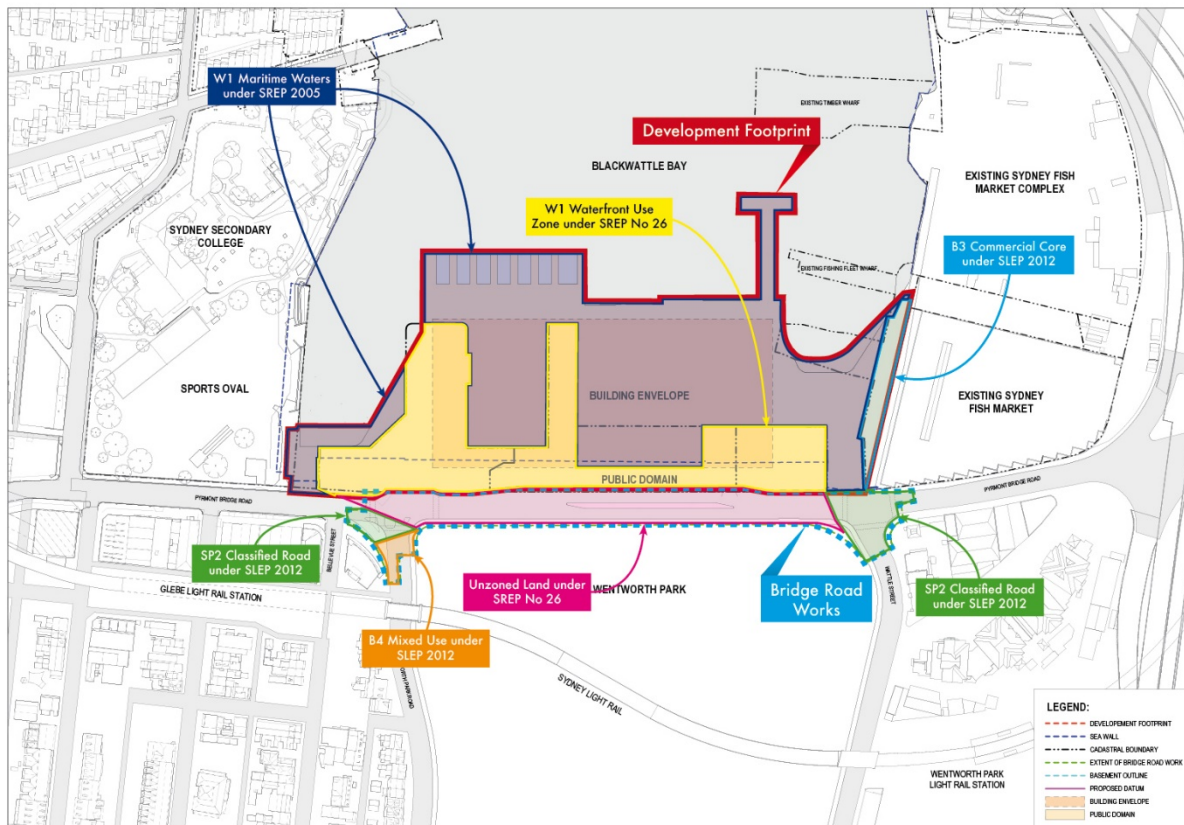 W1 Maritime Waters
under SREP 2005
EXISTING TIMBER WHARF
Development Footprint
BLACKWATTLE BAY
EXISTING SYDNEY FISH
MARKET COMPLEX
SYDNEY SECONDARY
COLLEGE
W1 Waterfront Use
Zone under SREP No 26
B3 Commercial Core
under SLEP 2012
EXISTING FISHING FLEET WHARF
SPORTS OVAL
BUILDING ENVELOPE
EXISTING SYDNEY
FISH MARKET
PUBLIC DOMAIN
PYRMONT BRIDGE ROAD
PYRMONT BRIDGE ROAD
BELLEVUE STREET
SP2 Classified Road
under SLEP 2012
GLEBE LIGHT RAIL STATION
Unzoned Land under
SREP No 26
WENTWORTH PARK
Bridge Road
Works
WATTLE STREET
SP2 Classified Road
under SLEP 2012
B4 Mixed Use under
SLEP 2012
SYDNEY LIGHT RAIL
WENTWORTH PARK
LIGHT RAIL STATION
LEGEND:
DEVELOPEMENT FOOTPRINT
SEA WALL
CADASTRAL BOUNDARY
EXTENT OF BRIDGE ROAD WORK
BASEMENT OUTLINE
PROPOSED DATUM
BUILDING ENVELOPE
PUBLIC DOMAIN